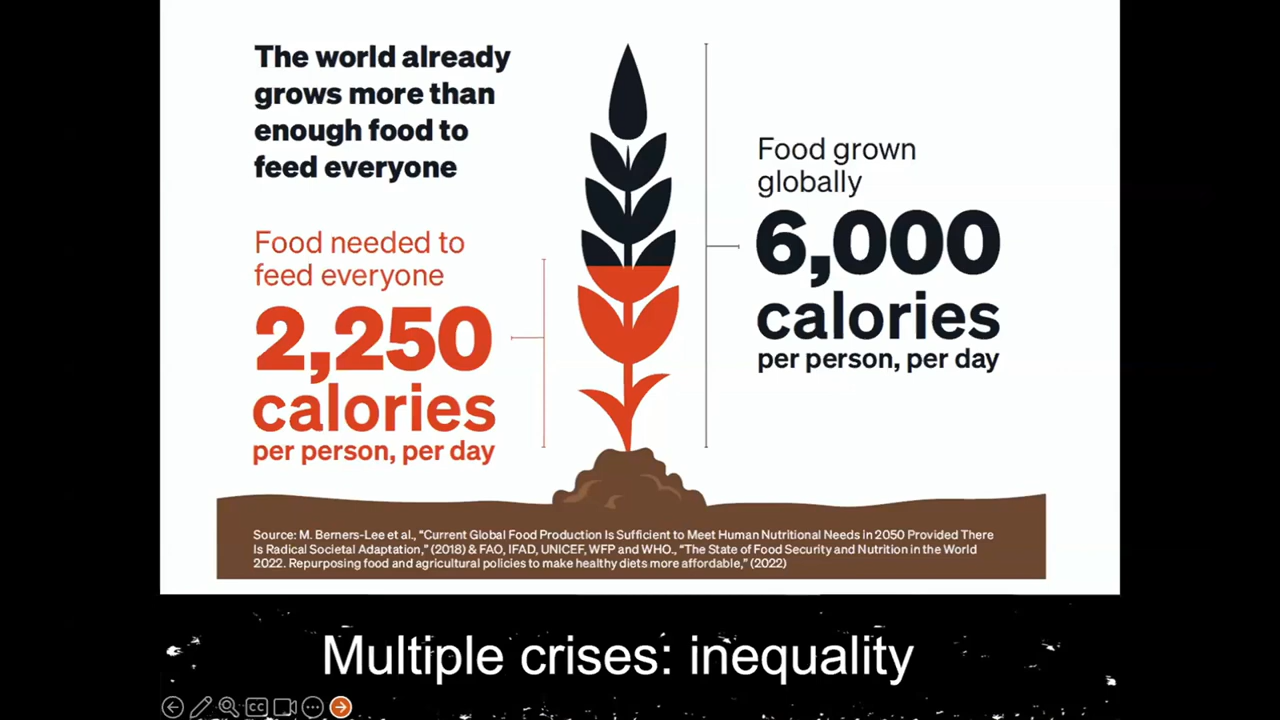 The world already
grows more than
enough food to
feed everyone
Food needed to
feed everyone
2,250
calories
per person, per day
Food grown
globally
6,000
calories
per person, per day
Source: M. Berners-Lee et al., “Current Global Food Production Is Sufficient to Meet Human Nutritional Needs in 2050 Provided There
Is Radical Societal Adaptation,” (2018) & FAO, IFAD, UNICEF, WFP and WHO., “The State of Food Security and Nutrition in the World
2022. Repurposing food and agricultural policies to make healthy diets more affordable,” (2022)
Multiple crises: inequality
CC